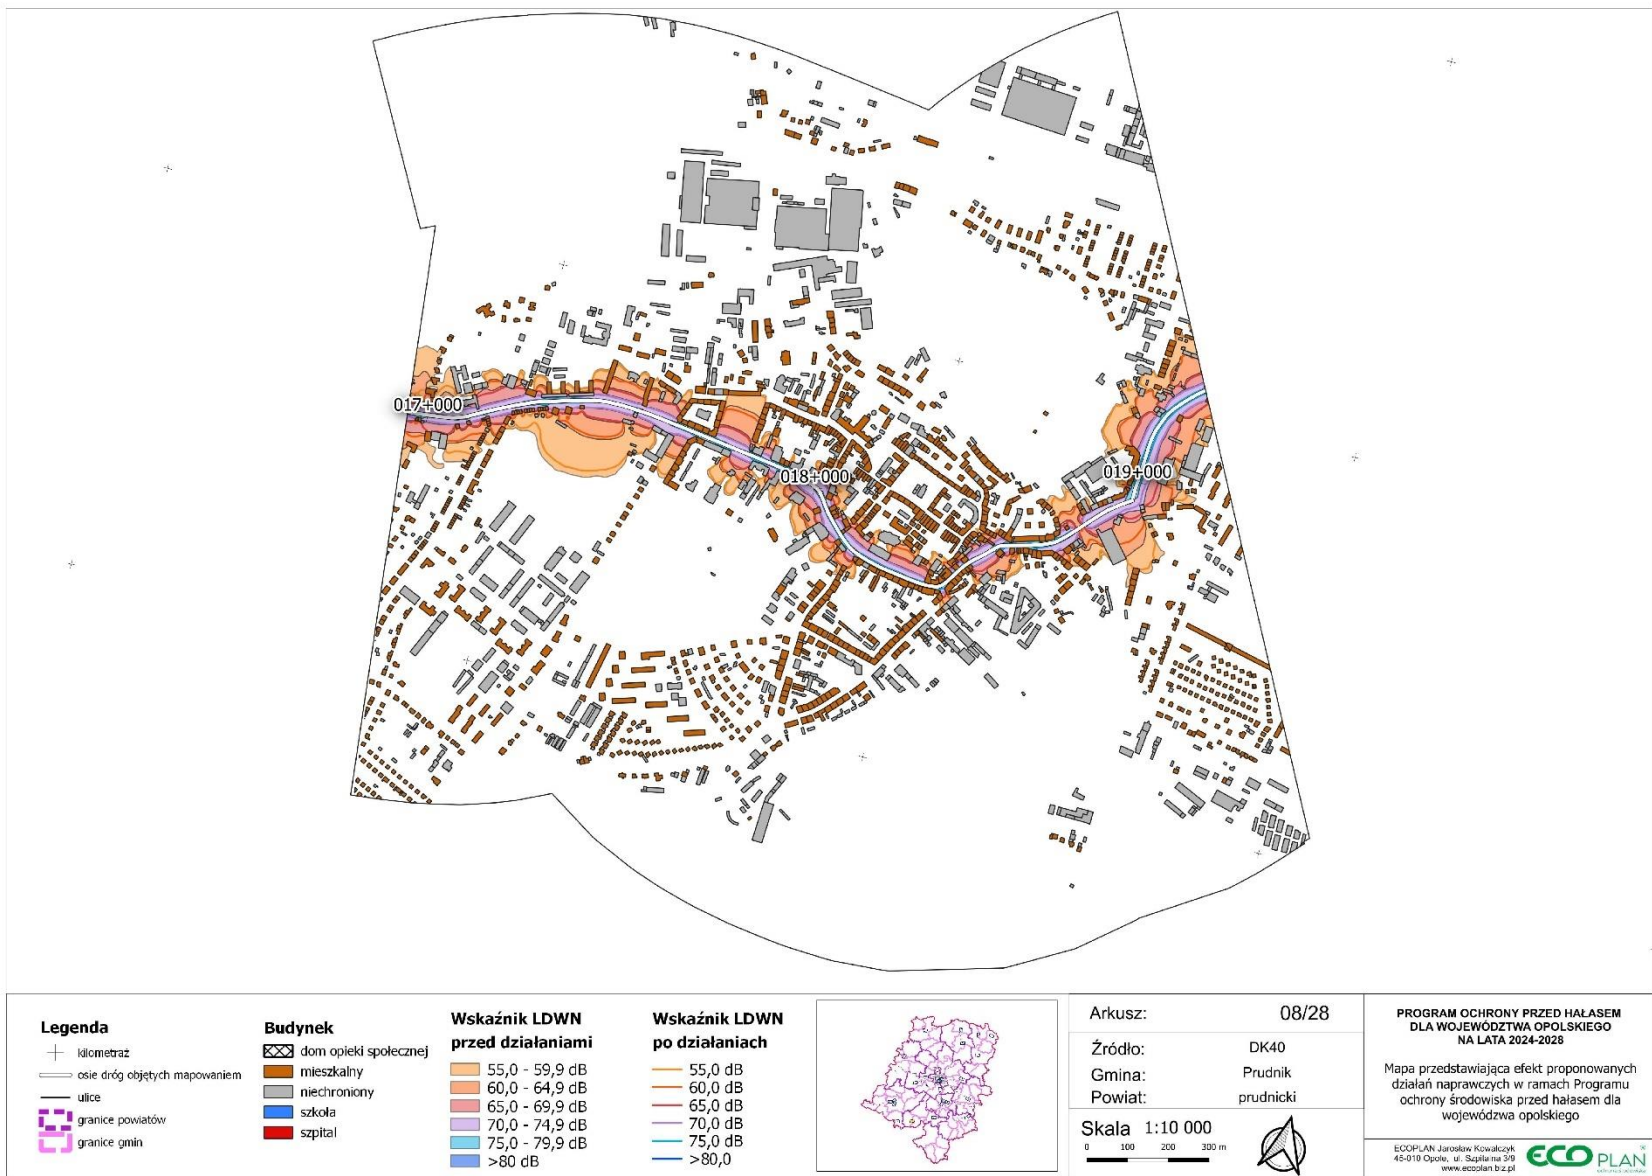 017+000
018+000
019+000
Legenda
kilometraż
osie dróg objętych mapowaniem
ulice
granice powiatów
granice gmin
Budynek
dom opieki społecznej
mieszkalny
niechroniony
szkoła
szpital
Wskaźnik LDWN
przed działaniami
55,0 - 59,9 dB
60,0 - 64,9 dB
65,0 - 69,9 dB
70,0 - 74,9 dB
75,0 - 79,9 dB
>80 dB
Wskaźnik LDWN
po działaniach
55,0 dB
60,0 dB
65,0 dB
70,0 dB
75,0 dB
>80,0
Arkusz: 08/28
Źródło: DK40
Gmina: Prudnik
Powiat: prudnicki
Skala 1:10 000
0 100 200 300 m
PROGRAM OCHRONY PRZED HAŁASEM
DLA WOJEWÓDZTWA OPOLSKIEGO
NA LATA 2024-2028
Mapa przedstawiająca efekt proponowanych
działań naprawczych w ramach Programu
ochrony środowiska przed hałasem dla
województwa opolskiego
ECOPLAN Jarosław Kowalczyk
45-010 Opole, ul. Szpitalna 3/9
www.ecoplan.biz.pl
ECO PLAN